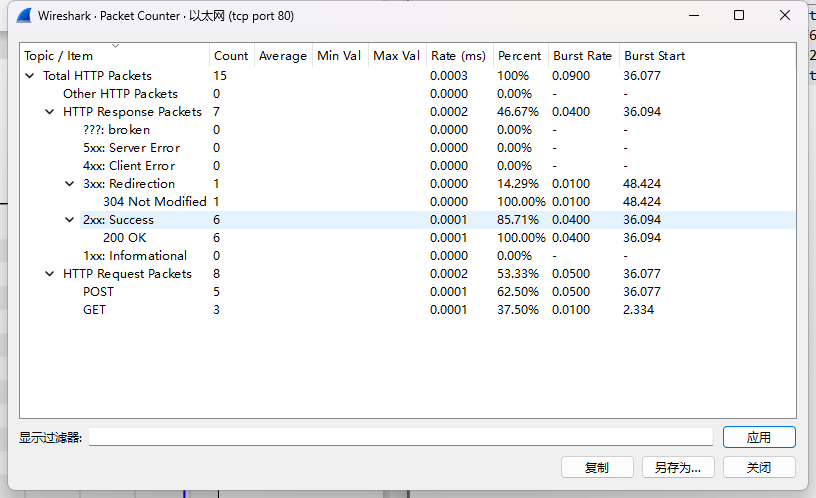 Wireshark · Packet Counter · 以太网 (tcp port 80)
Topic / Item Count Average Min Val Max Val Rate (ms) Percent Burst Rate Burst Start
Total HTTP Packets 15 0.0003 100% 0.0900 36.077
Other HTTP Packets 0 0.0000 0.00% - -
HTTP Response Packets 7 0.0002 46.67% 0.0400 36.094
???: broken 0 0.0000 0.00% - -
5xx: Server Error 0 0.0000 0.00% - -
4xx: Client Error 0 0.0000 0.00% - -
3xx: Redirection 1 0.0000 14.29% 0.0100 48.424
304 Not Modified 1 0.0000 100.00% 0.0100 48.424
2xx: Success 6 0.0001 85.71% 0.0400 36.094
200 OK 6 0.0001 100.00% 0.0400 36.094
1xx: Informational 0 0.0000 0.00% - -
HTTP Request Packets 8 0.0002 53.33% 0.0500 36.077
POST 5 0.0001 62.50% 0.0500 36.077
GET 3 0.0001 37.50% 0.0100 2.334
显示过滤器:
应用
复制 另存为... 关闭